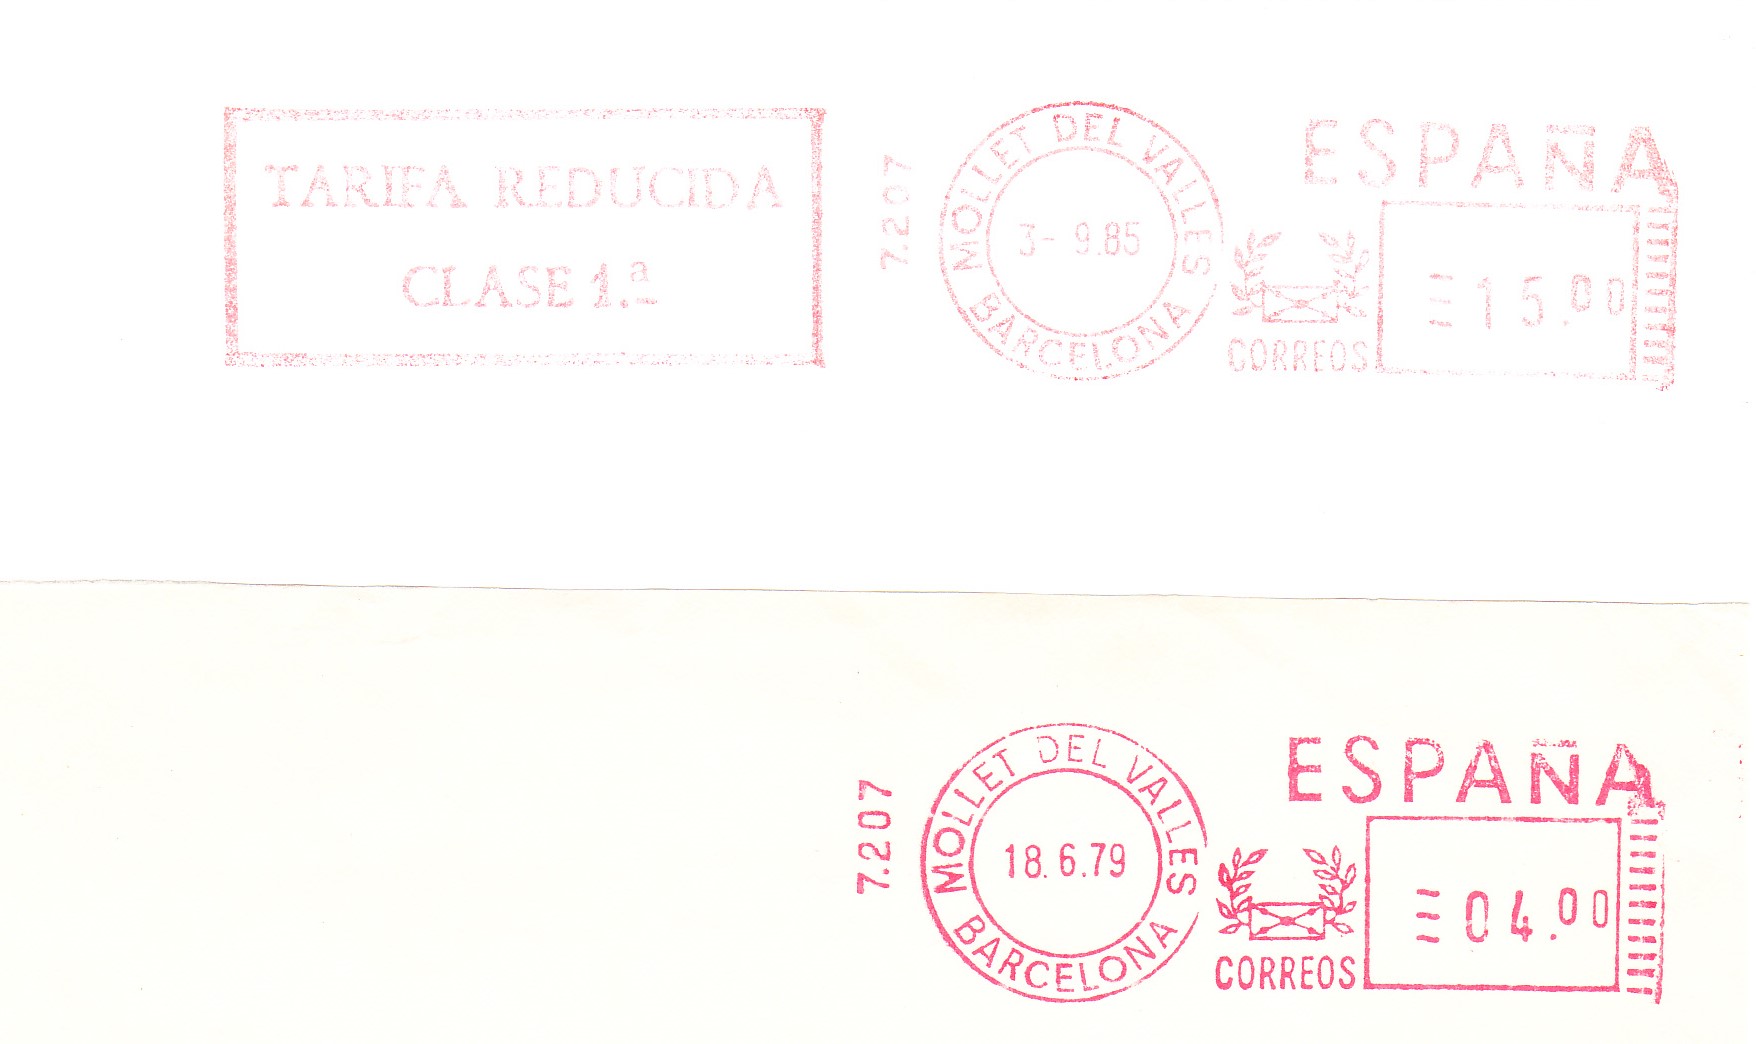 TARIFA REDUCIDA
CLASE 1.ª
7.207
MOLLET DEL VALLES
BARCELONA
3- 9.85
CORREOS
ESPAÑA
≡15.00
7.207
MOLLET DEL VALLES
BARCELONA
18. 6.79
CORREOS
ESPAÑA
≡04.00